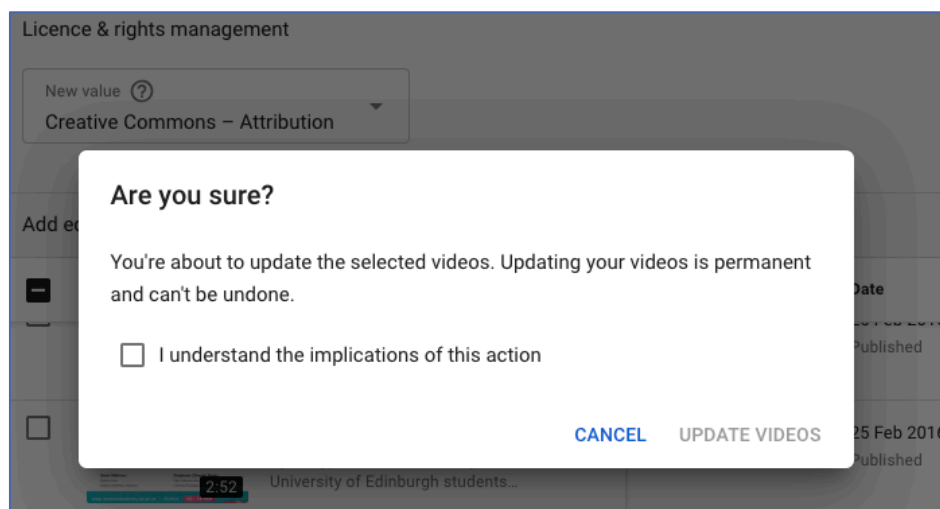 Licence & rights management
New value ?
Creative Commons – Attribution
Are you sure?
Add
You're about to update the selected videos. Updating your videos is permanent
and can't be undone.
Date
I understand the implications of this action
Published
CANCEL UPDATE VIDEOS
25 Feb 2016
Published
2:52
University of Edinburgh students...